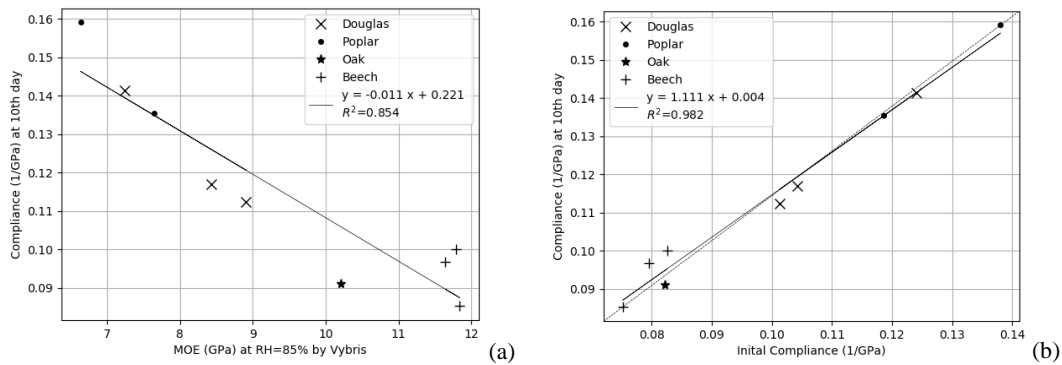 0.16
0.15
0.14
0.13
0.12
0.11
0.10
0.09
Compliance (1/GPa) at 10th day
Douglas
Poplar
Oak
Beech
y = -0.011 x + 0.221
R²=0.854
7 8 9 10 11 12
MOE (GPa) at RH=85% by Vybris
(a)
0.16
0.15
0.14
0.13
0.12
0.11
0.10
0.09
Compliance (1/GPa) at 10th day
Douglas
Poplar
Oak
Beech
y = 1.111 x + 0.004
R²=0.982
0.08 0.09 0.10 0.11 0.12 0.13 0.14
Inital Compliance (1/GPa)
(b)